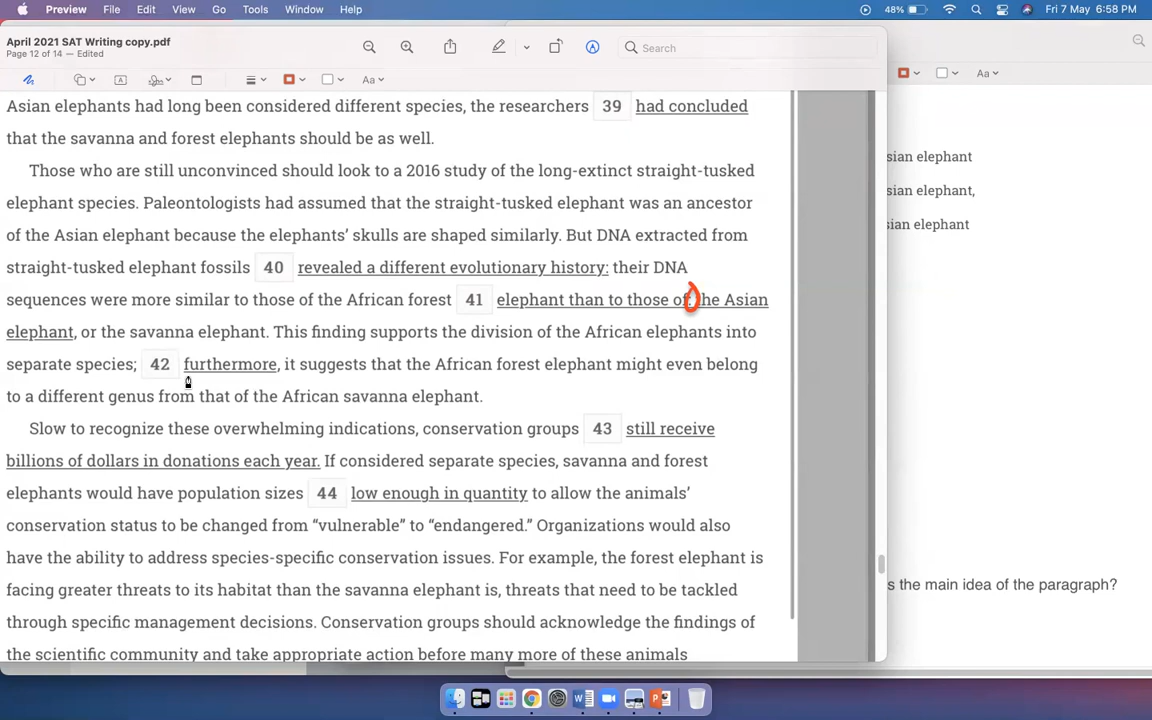 Preview File Edit View Go Tools Window Help 48% Fri 7 May 6:58 PM
April 2021 SAT Writing copy.pdf
Page 12 of 14 — Edited
Search
Aa
Aa
Asian elephants had long been considered different species, the researchers 39 had concluded
that the savanna and forest elephants should be as well.
Those who are still unconvinced should look to a 2016 study of the long-extinct straight-tusked
elephant species. Paleontologists had assumed that the straight-tusked elephant was an ancestor
of the Asian elephant because the elephants’ skulls are shaped similarly. But DNA extracted from
straight-tusked elephant fossils 40 revealed a different evolutionary history: their DNA
sequences were more similar to those of the African forest 41 elephant than to those of the Asian
elephant, or the savanna elephant. This finding supports the division of the African elephants into
separate species; 42 furthermore, it suggests that the African forest elephant might even belong
to a different genus from that of the African savanna elephant.
Slow to recognize these overwhelming indications, conservation groups 43 still receive
billions of dollars in donations each year. If considered separate species, savanna and forest
elephants would have population sizes 44 low enough in quantity to allow the animals’
conservation status to be changed from “vulnerable” to “endangered.” Organizations would also
have the ability to address species-specific conservation issues. For example, the forest elephant is
facing greater threats to its habitat than the savanna elephant is, threats that need to be tackled
through specific management decisions. Conservation groups should acknowledge the findings of
the scientific community and take appropriate action before many more of these animals
sian elephant
sian elephant,
sian elephant
s the main idea of the paragraph?